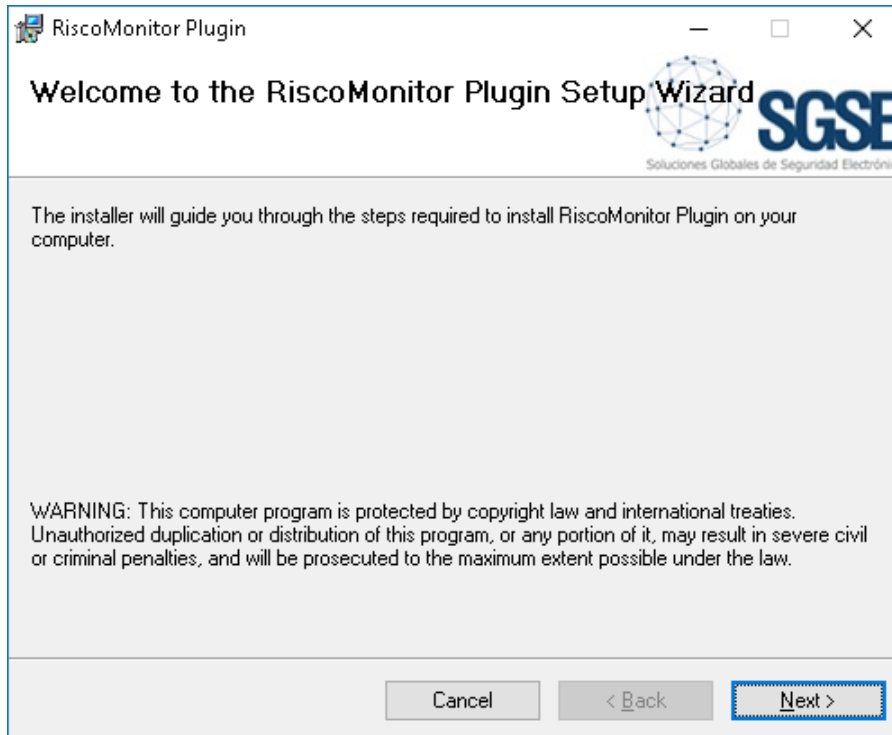 RiscoMonitor Plugin
Welcome to the RiscoMonitor Plugin Setup Wizard
SGSE
Soluciones Globales de Seguridad Electróni
The installer will guide you through the steps required to install RiscoMonitor Plugin on your
computer.
WARNING: This computer program is protected by copyright law and international treaties.
Unauthorized duplication or distribution of this program, or any portion of it, may result in severe civil
or criminal penalties, and will be prosecuted to the maximum extent possible under the law.
Cancel
< Back
Next >